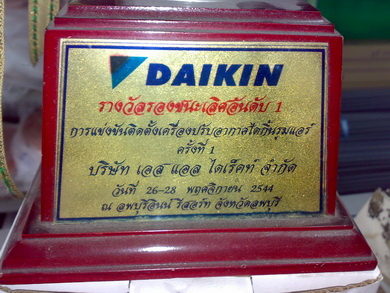 DAIKIN
รางวัลรองชนะเลิศอันดับ 1
การแข่งขันติดตั้งเครื่องปรับอากาศไดกิ้นรูมแอร์
ครั้งที่ 1
บริษัท เอส แอล ไดเร็คท์ จำกัด
วันที่ 26-28 พฤศจิกายน 2544
ณ ลพบุรีอินน์ รีสอร์ท จังหวัดลพบุรี